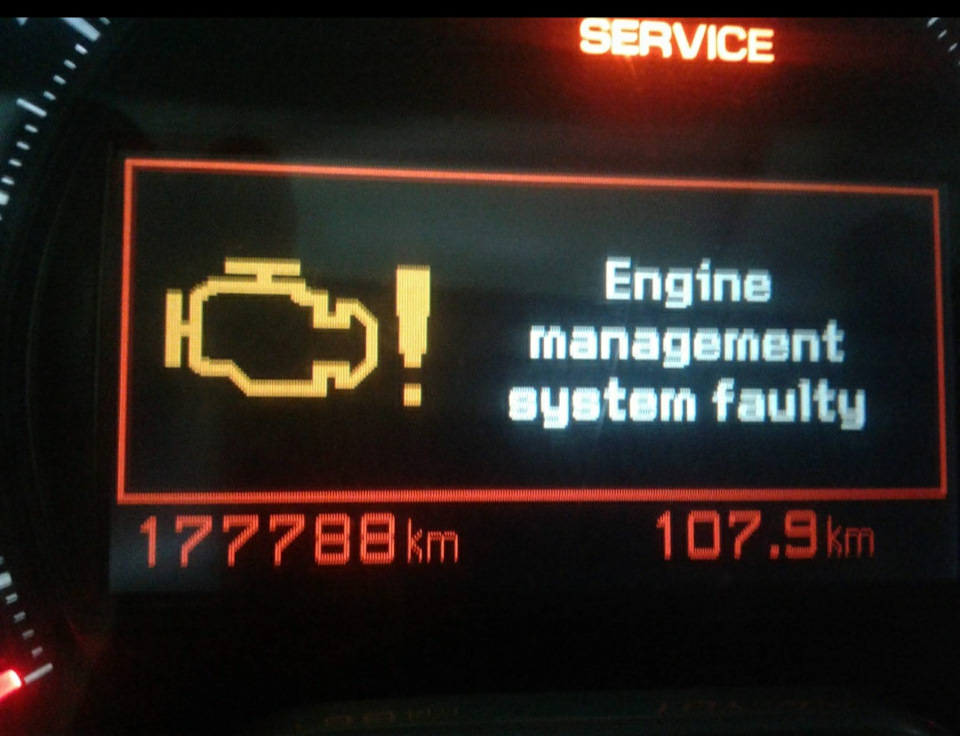 SERVICE
Engine
management
system faulty
177788km
107.9km